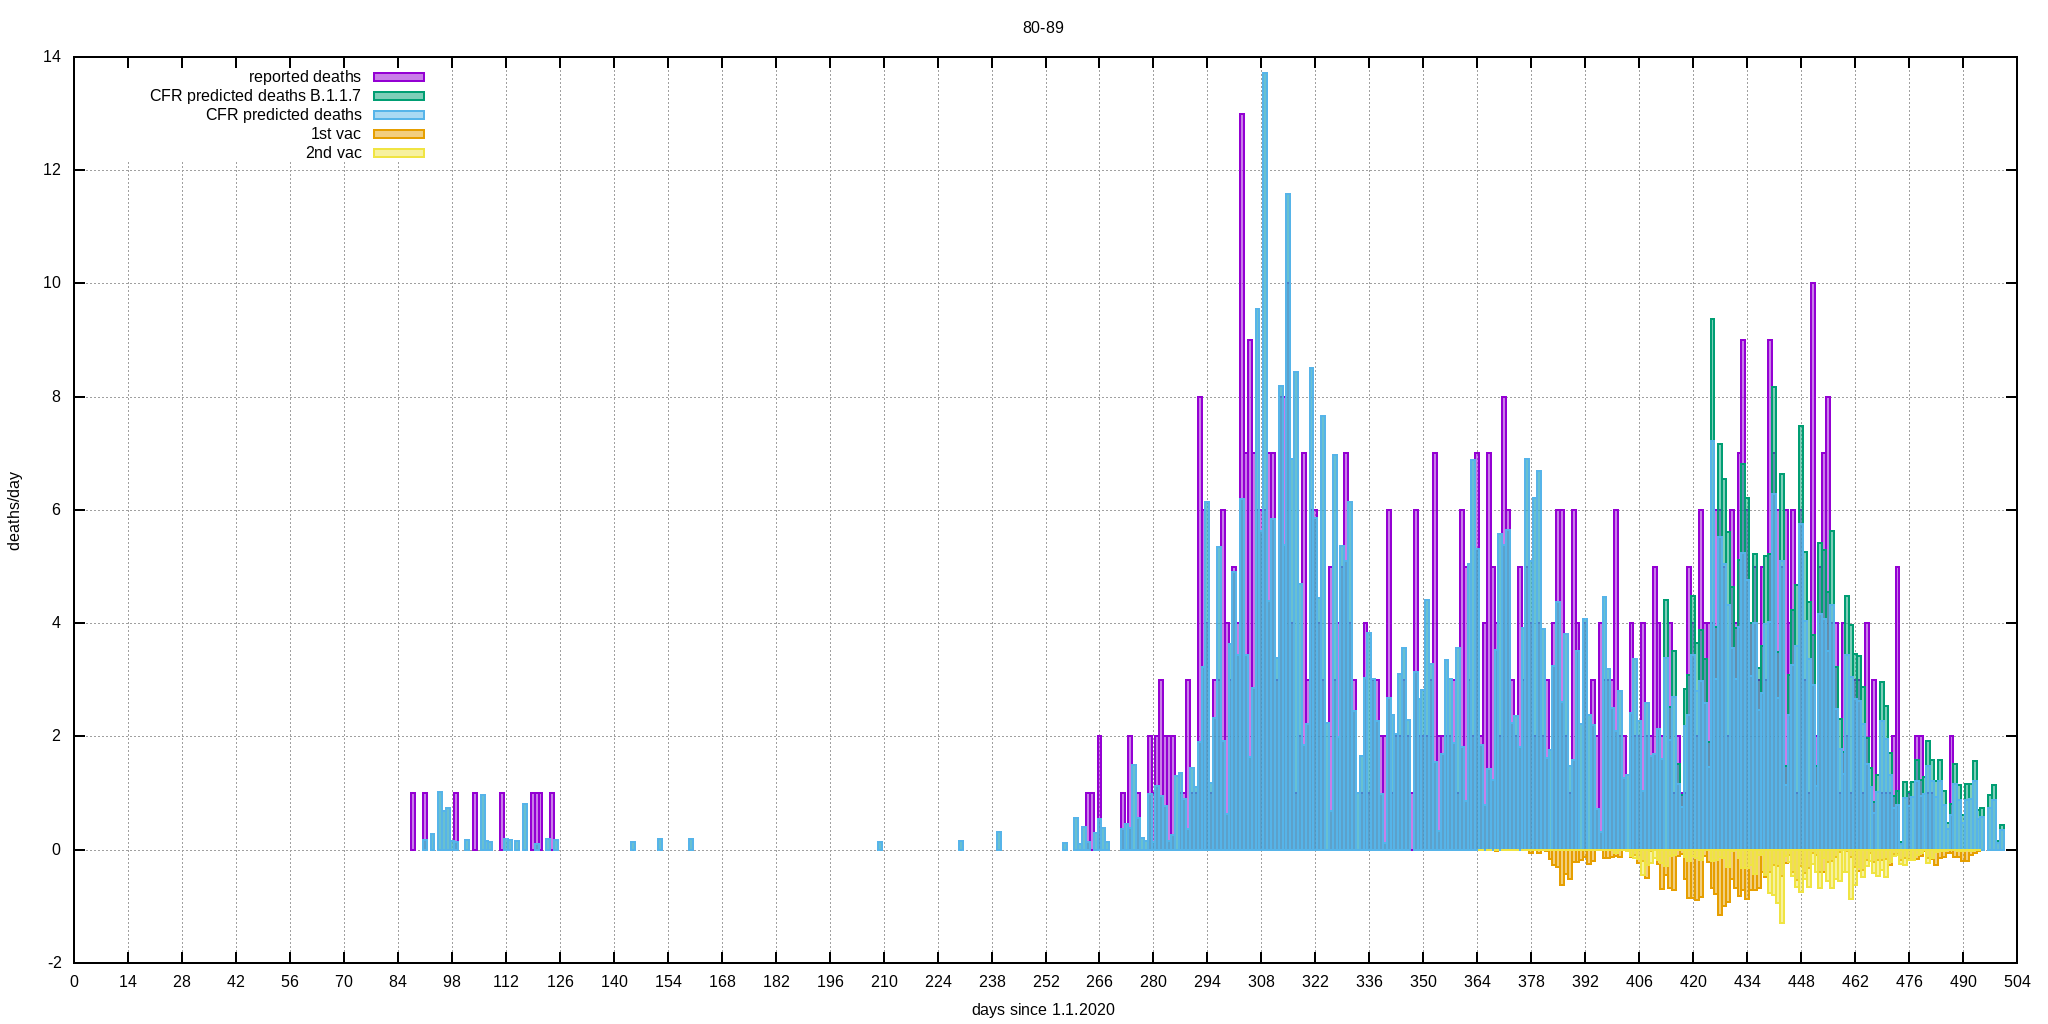 80-89
reported deaths
CFR predicted deaths B.1.1.7
CFR predicted deaths
1st vac
2nd vac
14
12
10
8
6
4
2
0
-2
deaths/day
0 14 28 42 56 70 84 98 112 126 140 154 168 182 196 210 224 238 252 266 280 294 308 322 336 350 364 378 392 406 420 434 448 462 476 490 504
days since 1.1.2020